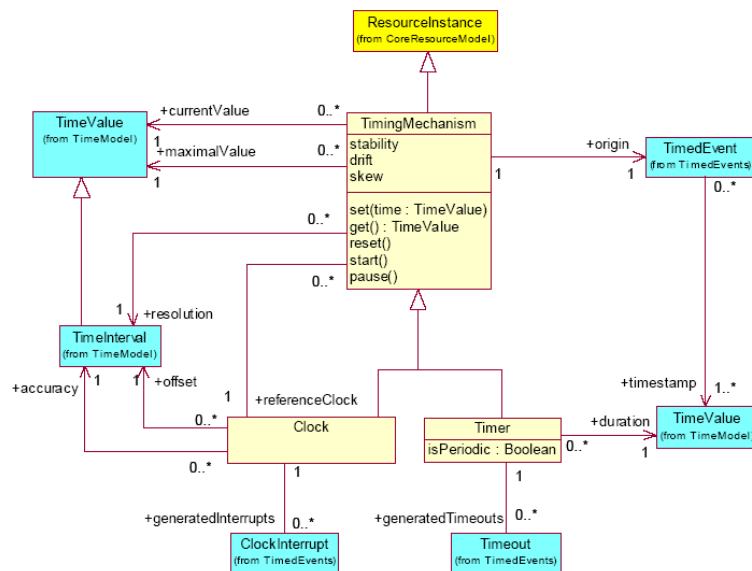 ResourceInstance
(from CoreResourceModel)
TimeValue
(from TimeModel)
+currentValue
0..*
1
+maximalValue
0..*
1
TimingMechanism
stability
drift
skew
set(time : TimeValue)
get() : TimeValue
reset()
start()
pause()
+origin
1
1
TimedEvent
(from TimedEvents)
0..*
0..*
0..*
1
+resolution
TimeInterval
(from TimeModel)
+accuracy
1
1
+offset
1
+referenceClock
0..*
0..*
Clock
1
Timer
isPeriodic : Boolean
1
+timestamp
1..*
+duration
0..*
1
TimeValue
(from TimeModel)
+generatedInterrupts
0..*
+generatedTimeouts
0..*
ClockInterrupt
(from TimedEvents)
Timeout
(from TimedEvents)